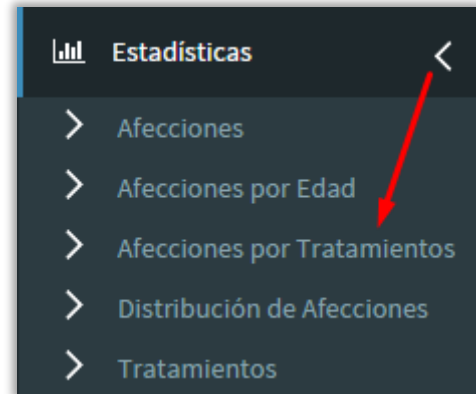 Estadísticas
Afecciones
Afecciones por Edad
Afecciones por Tratamientos
Distribución de Afecciones
Tratamientos